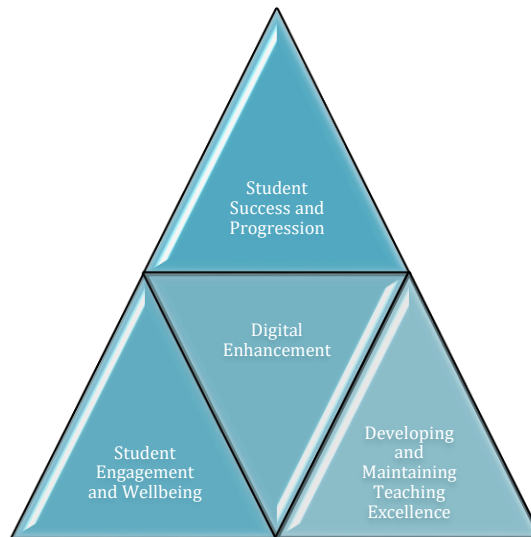 Student
Success and
Progression
Digital
Enhancement
Student
Engagement
and Wellbeing
Developing
and
Maintaining
Teaching
Excellence